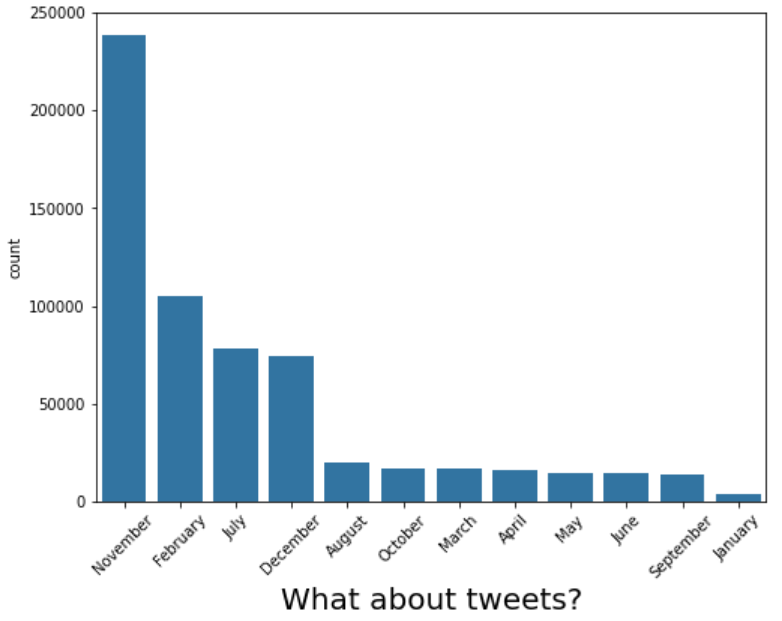 250000
200000
150000
100000
50000
0
count
November
February
July
December
August
October
March
April
May
June
September
January
What about tweets?